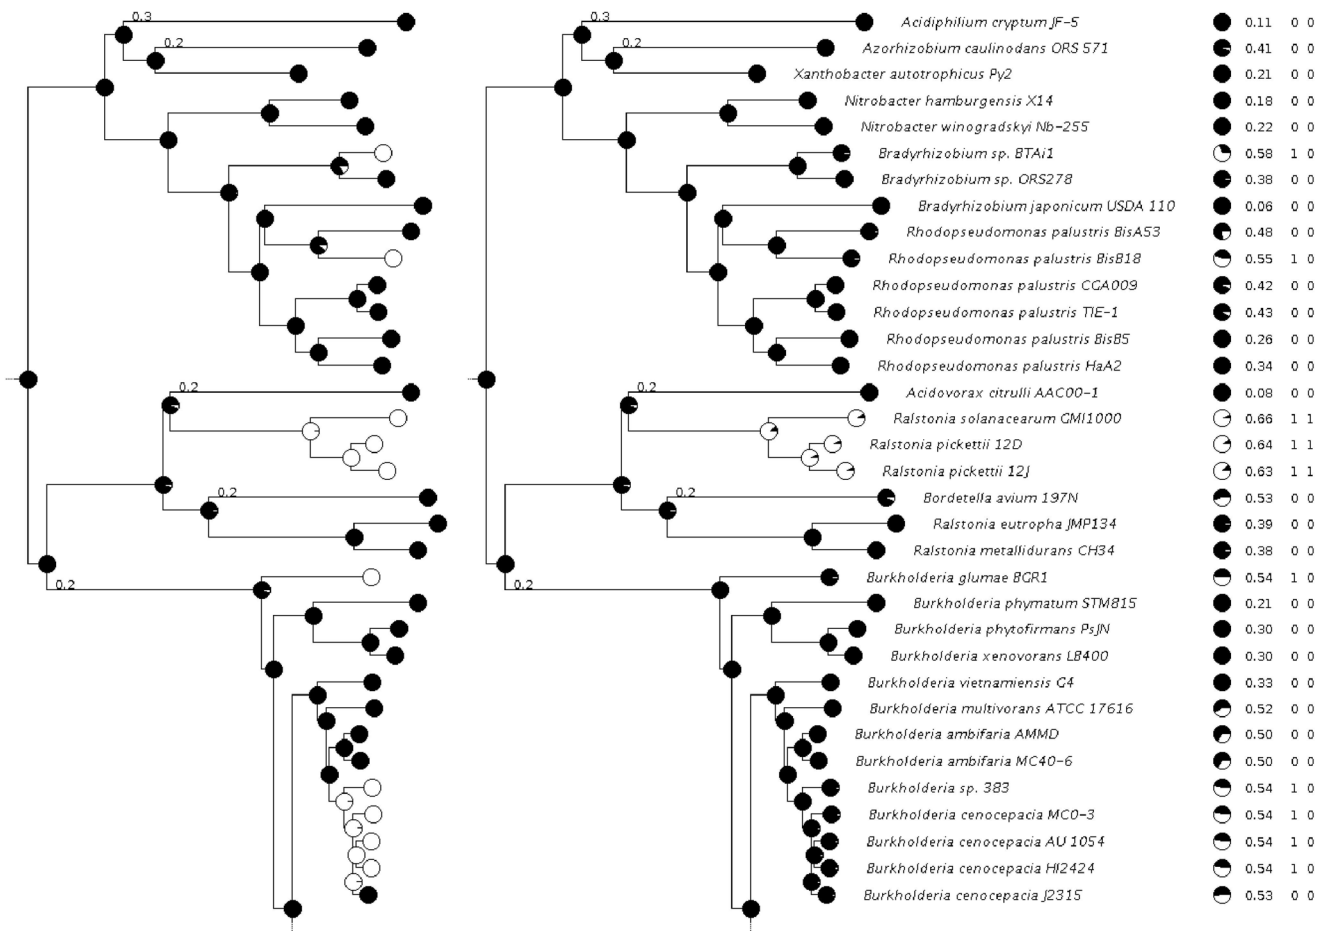 0.3 0.3 Acidiphilium cryptum JF-5 0.11 0 0
0.2 0.2 Azorhizobium caulinodans ORS 571 0.41 0 0
Xanthobacter autotrophicus Py2 0.21 0 0
Nitrobacter hamburgensis X14 0.18 0 0
Nitrobacter winogradskyi Nb-255 0.22 0 0
Bradyrhizobium sp. BTAi1 0.58 1 0
Bradyrhizobium sp. ORS278 0.38 0 0
Bradyrhizobium japonicum USDA 110 0.06 0 0
Rhodopseudomonas palustris BisA53 0.48 0 0
Rhodopseudomonas palustris BisB18 0.55 1 0
Rhodopseudomonas palustris CGA009 0.42 0 0
Rhodopseudomonas palustris TIE-1 0.43 0 0
Rhodopseudomonas palustris BisB5 0.26 0 0
Rhodopseudomonas palustris HaA2 0.34 0 0
0.2 0.2 Acidovorax citrulli AAC00-1 0.08 0 0
Ralstonia solanacearum GMI1000 0.66 1 1
Ralstonia pickettii 12D 0.64 1 1
Ralstonia pickettii 12J 0.63 1 1
0.2 0.2 Bordetella avium 197N 0.53 0 0
Ralstonia eutropha JMP134 0.39 0 0
Ralstonia metallidurans CH34 0.38 0 0
0.2 0.2 Burkholderia glumae BGR1 0.54 1 0
Burkholderia phymatum STM815 0.21 0 0
Burkholderia phytofirmans PsJN 0.30 0 0
Burkholderia xenovorans LB400 0.30 0 0
Burkholderia vietnamiensis G4 0.33 0 0
Burkholderia multivorans ATCC 17616 0.52 0 0
Burkholderia ambifaria AMMD 0.50 0 0
Burkholderia ambifaria MC40-6 0.50 0 0
Burkholderia sp. 383 0.54 1 0
Burkholderia cenocepacia MC0-3 0.54 1 0
Burkholderia cenocepacia AU 1054 0.54 1 0
Burkholderia cenocepacia HI2424 0.54 1 0
Burkholderia cenocepacia J2315 0.53 0 0